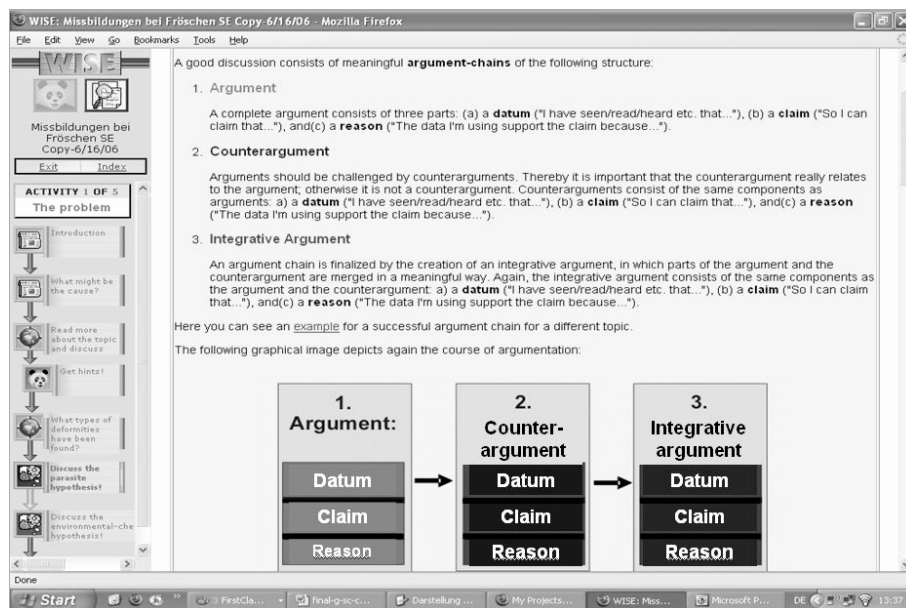 WISE: Missbildungen bei Fröschen SE Copy-6/16/06 - Mozilla Firefox
File Edit View Go Bookmarks Tools Help
WISE
Missbildungen bei
Fröschen SE
Copy-6/16/06
Exit Index
ACTIVITY 1 OF 5
The problem
Introduction
What might be
the cause?
Read more
about the topic
and discuss
Get hints!
What types of
deformities
have been
found?
Discuss the
parasite
hypothesis!
Discuss the
environmental-che
hypothesis!
A good discussion consists of meaningful argument-chains of the following structure:
1. Argument
A complete argument consists of three parts: (a) a datum ("I have seen/read/heard etc. that..."), (b) a claim ("So I can
claim that..."), and(c) a reason ("The data I'm using support the claim because...").
2. Counterargument
Arguments should be challenged by counterarguments. Thereby it is important that the counterargument really relates
to the argument; otherwise it is not a counterargument. Counterarguments consist of the same components as
arguments: a) a datum ("I have seen/read/heard etc. that..."), (b) a claim ("So I can claim that..."), and(c) a reason
("The data I'm using support the claim because...").
3. Integrative Argument
An argument chain is finalized by the creation of an integrative argument, in which parts of the argument and the
counterargument are merged in a meaningful way. Again, the integrative argument consists of the same components as
the argument and the counterargument: a) a datum ("I have seen/read/heard etc. that..."), (b) a claim ("So I can claim
that..."), and(c) a reason ("The data I'm using support the claim because...").
Here you can see an example for a successful argument chain for a different topic.
The following graphical image depicts again the course of argumentation:
1.
Argument:
Datum
Claim
Reason
2.
Counter-
argument
Datum
Claim
Reason
3.
Integrative
argument
Datum
Claim
Reason
Done
Start FirstCla... final-g-sc-c... Darstellung ... My Projects... WISE: Miss... Microsoft P... DE 13:37